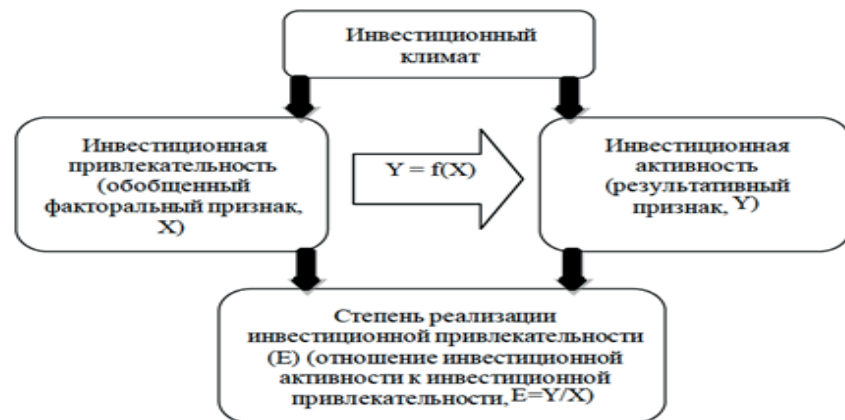 Инвестиционный
климат
Инвестиционная
привлекательность
(обобщенный
факторальный признак,
X)
Y = f(X)
Инвестиционная
активность
(результативный
признак, Y)
Степень реализации
инвестиционной привлекательности
(E) (отношение инвестиционной
активности к инвестиционной
привлекательности, E=Y/X)